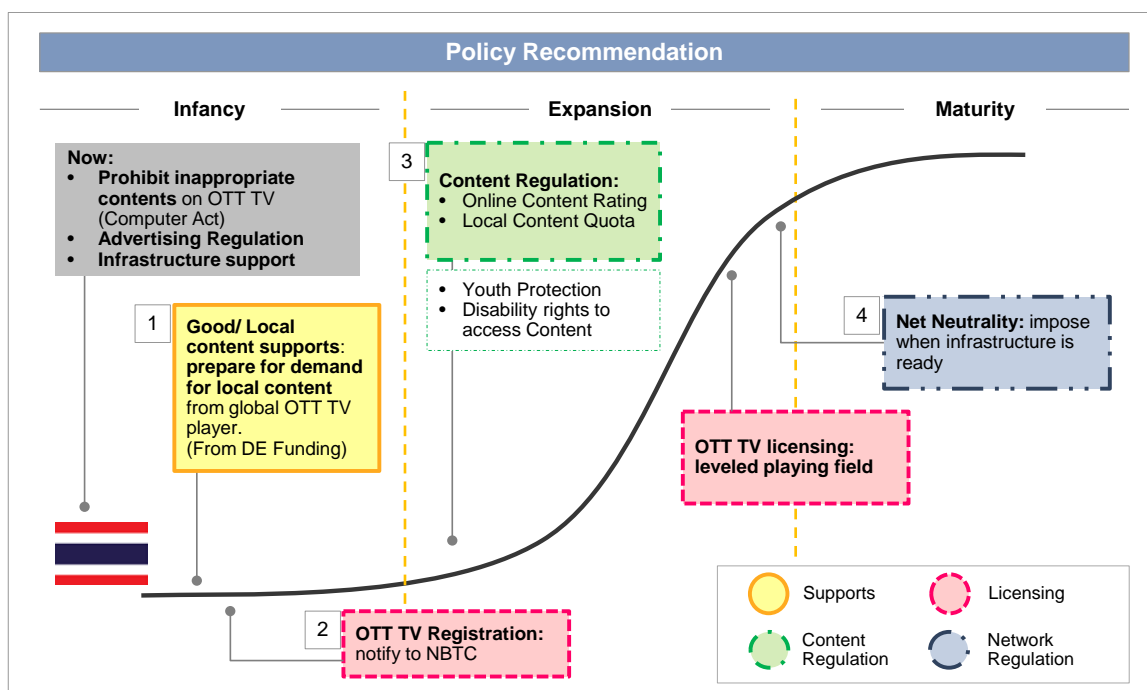 Policy Recommendation
Infancy
Expansion
Maturity
Now:
• Prohibit inappropriate
contents on OTT TV
(Computer Act)
• Advertising Regulation
• Infrastructure support
1
Good/ Local
content supports:
prepare for demand
for local content
from global OTT TV
player.
(From DE Funding)
2
OTT TV Registration:
notify to NBTC
3
Content Regulation:
• Online Content Rating
• Local Content Quota
• Youth Protection
• Disability rights to
access Content
OTT TV licensing:
leveled playing field
4
Net Neutrality: impose
when infrastructure is
ready
Supports
Licensing
Content
Regulation
Network
Regulation